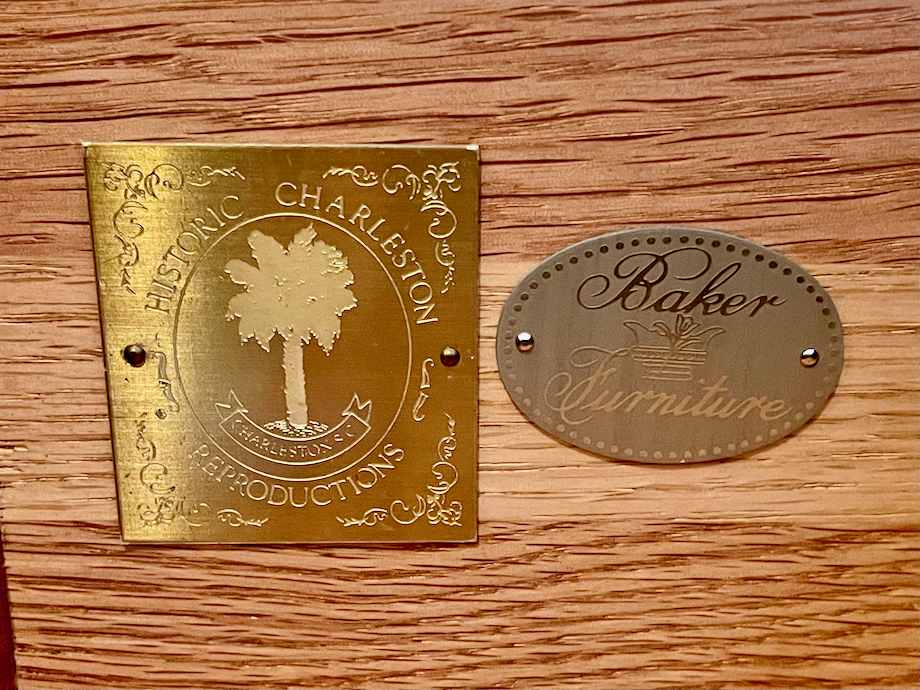 HISTORIC CHARLESTON
CHARLESTON S.C.
REPRODUCTIONS
Baker
Furniture